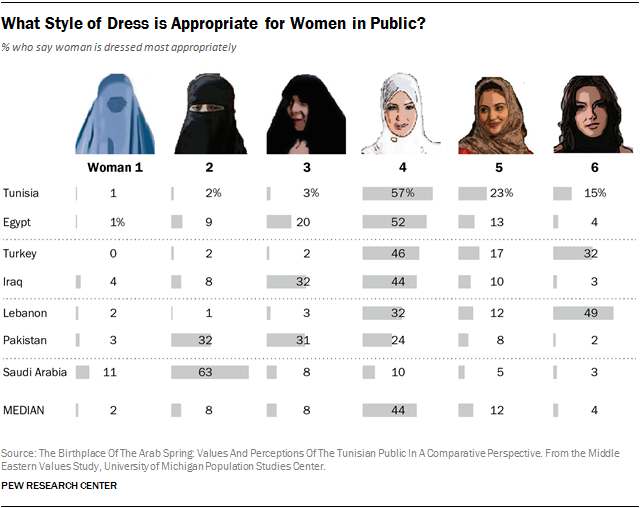 What Style of Dress is Appropriate for Women in Public?
% who say woman is dressed most appropriately
Woman 1 2 3 4 5 6
Tunisia 1 2% 3% 57% 23% 15%
Egypt 1% 9 20 52 13 4
Turkey 0 2 2 46 17 32
Iraq 4 8 32 44 10 3
Lebanon 2 1 3 32 12 49
Pakistan 3 32 31 24 8 2
Saudi Arabia 11 63 8 10 5 3
MEDIAN 2 8 8 44 12 4
Source: The Birthplace Of The Arab Spring: Values And Perceptions Of The Tunisian Public In A Comparative Perspective. From the Middle
Eastern Values Study, University of Michigan Population Studies Center.
PEW RESEARCH CENTER